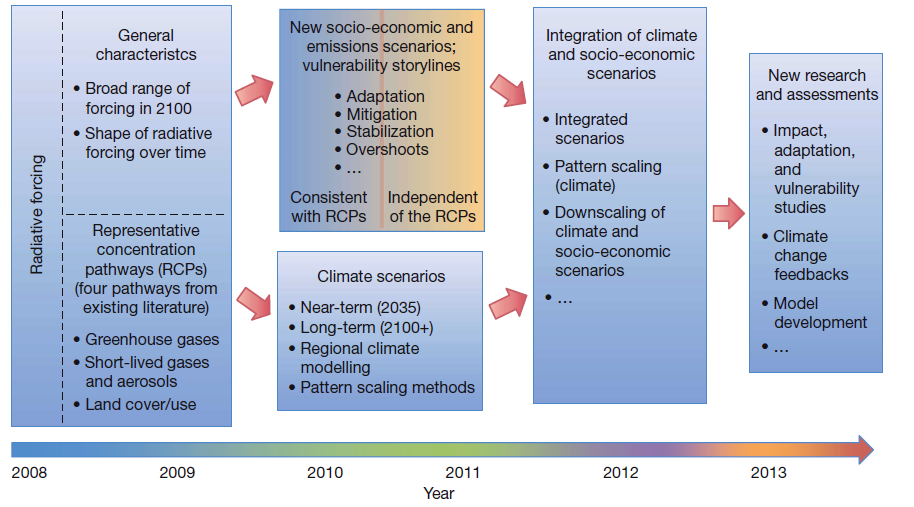 Radiative forcing
General
characteristcs
• Broad range of
forcing in 2100
• Shape of radiative
forcing over time
Representative
concentration
pathways (RCPs)
(four pathways from
existing literature)
• Greenhouse gases
• Short-lived gases
and aerosols
• Land cover/use
New socio-economic and
emissions scenarios;
vulnerability storylines
• Adaptation
• Mitigation
• Stabilization
• Overshoots
• ...
Consistent
with RCPs
Independent
of the RCPs
Climate scenarios
• Near-term (2035)
• Long-term (2100+)
• Regional climate
modelling
• Pattern scaling methods
Integration of climate
and socio-economic
scenarios
• Integrated
scenarios
• Pattern scaling
(climate)
• Downscaling of
climate and
socio-economic
scenarios
• ...
New research
and assessments
• Impact,
adaptation,
and
vulnerability
studies
• Climate
change
feedbacks
• Model
development
• ...
2008 2009 2010 2011 2012 2013
Year